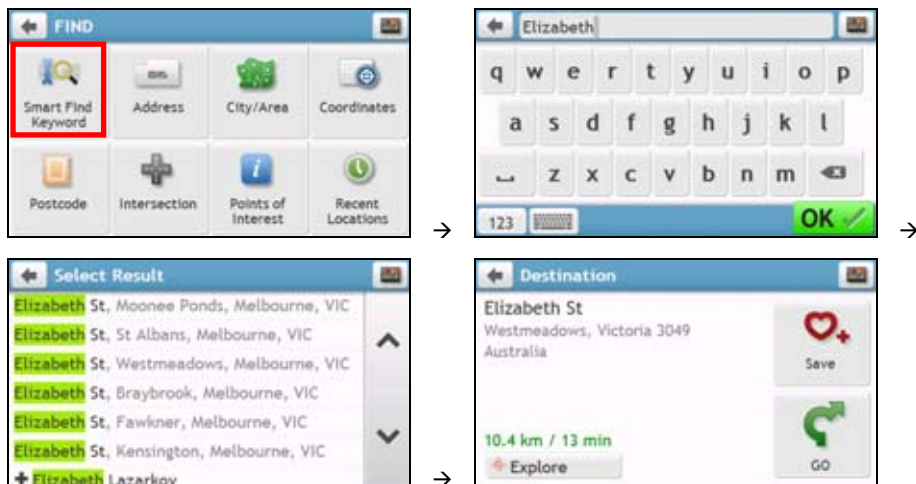 FIND
Smart Find
Keyword
Address
City/Area
Coordinates
Postcode
Intersection
Points of
Interest
Recent
Locations
→
Elizabeth
q w e r t y u i o p
a s d f g h j k l
z x c v b n m
123
OK
→
Select Result
Elizabeth St, Moonee Ponds, Melbourne, VIC
Elizabeth St, St Albans, Melbourne, VIC
Elizabeth St, Westmeadows, Melbourne, VIC
Elizabeth St, Braybrook, Melbourne, VIC
Elizabeth St, Fawkner, Melbourne, VIC
Elizabeth St, Kensington, Melbourne, VIC
Elizabeth Lazarkov
→
Destination
Elizabeth St
Westmeadows, Victoria 3049
Australia
Save
10.4 km / 13 min
Explore
GO